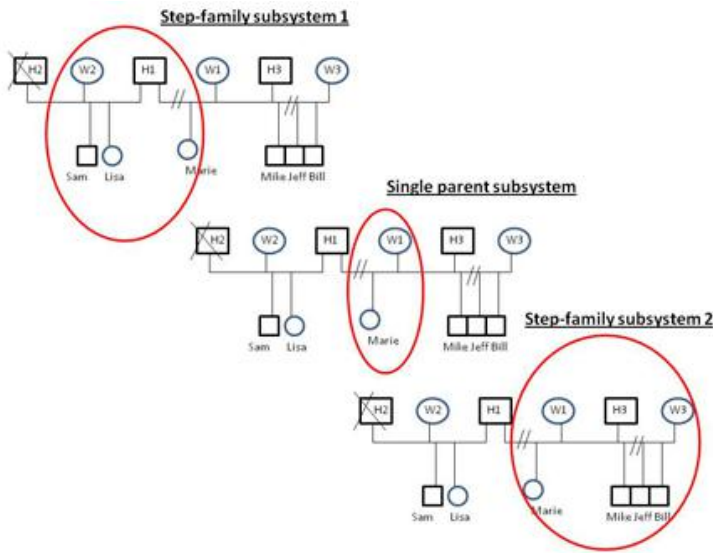 Step-family subsystem 1
H2 W2 H1 W1 H3 W3
Sam Lisa Marie Milie Jeff Bill
Single parent subsystem
H2 W2 H1 W1 H3 W3
Sam Lisa Marie Milie Jeff Bill
Step-family subsystem 2
H2 W2 H1 W1 H3 W3
Sam Lisa Marie Mike Jeff Bill